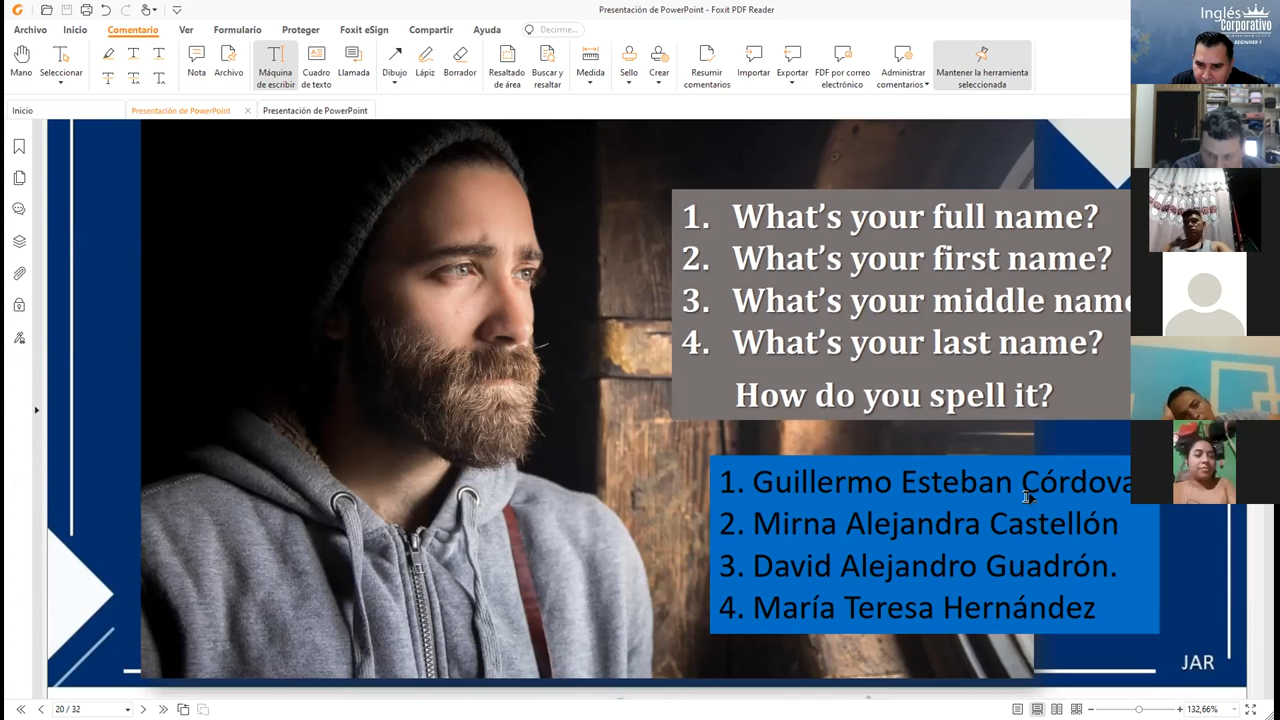 Presentación de PowerPoint - Foxit PDF Reader
Archivo Inicio Comentario Ver Formulario Proteger Foxit eSign Compartir Ayuda Decirme...
Mano Seleccionar Nota Archivo Máquina de escribir Cuadro de texto Llamada Dibujo Lápiz Borrador Resaltado de área Buscar y resaltar Medida Sello Crear Resumir comentarios Importar Exportar FDF por correo electrónico Administrar comentarios Mantener la herramienta seleccionada
Inicio Presentación de PowerPoint Presentación de PowerPoint
Inglés
Corporativo
BEGINNER 1
1. What's your full name?
2. What's your first name?
3. What's your middle name
4. What's your last name?
How do you spell it?
1. Guillermo Esteban Córdova
2. Mirna Alejandra Castellón
3. David Alejandro Guadrón.
4. María Teresa Hernández
JAR
20 / 32
132,66%